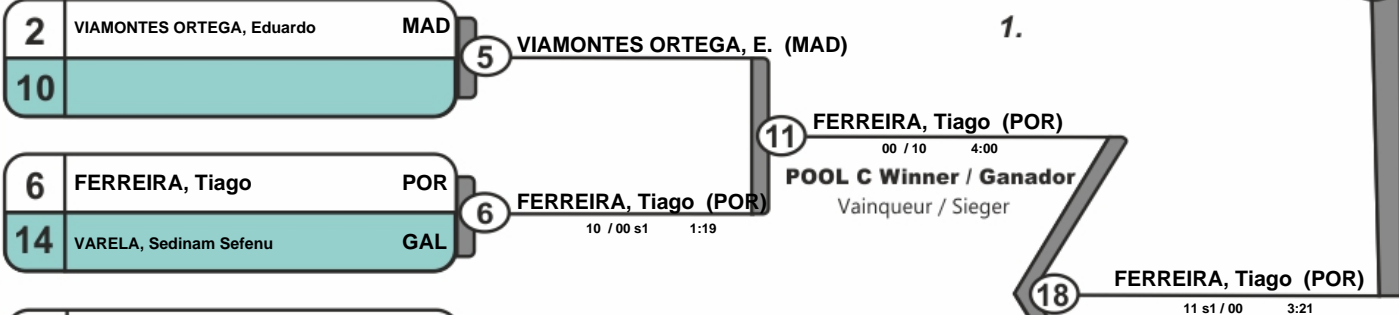 2 VIAMONTES ORTEGA, Eduardo MAD
10
5
VIAMONTES ORTEGA, E. (MAD)
1.
11
FERREIRA, Tiago (POR)
00 / 10 4:00
POOL C Winner / Ganador
Vainqueur / Sieger
6 FERREIRA, Tiago POR
14 VARELA, Sedinam Sefenu GAL
6
FERREIRA, Tiago (POR)
10 / 00 s1 1:19
18
FERREIRA, Tiago (POR)
11 s1 / 00 3:21